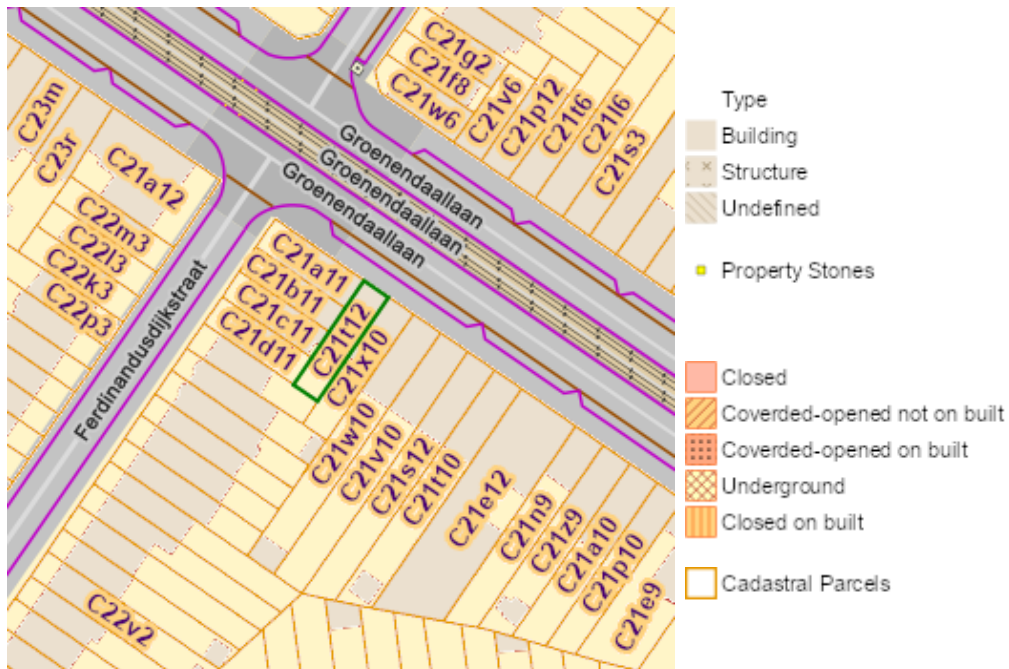 C21g2
C21f8
C21w6
C21v6
C21p12
C21t6
C21l6
C21s3
C23m
C23r
C21a12
C22m3
C22l3
C22k3
C22p3
Groenendaallaan
Groenendaallaan
Groenendaallaan
Ferdinandusdijkstraat
C21a11
C21b11
C21c11
C21d11
C21t12
C21x10
C21w10
C21v10
C21s12
C21t10
C21e12
C21n9
C21z9
C21a10
C21p10
C21e9
C22v2
Type
Building
Structure
Undefined
Property Stones
Closed
Coverded-opened not on built
Coverded-opened on built
Underground
Closed on built
Cadastral Parcels